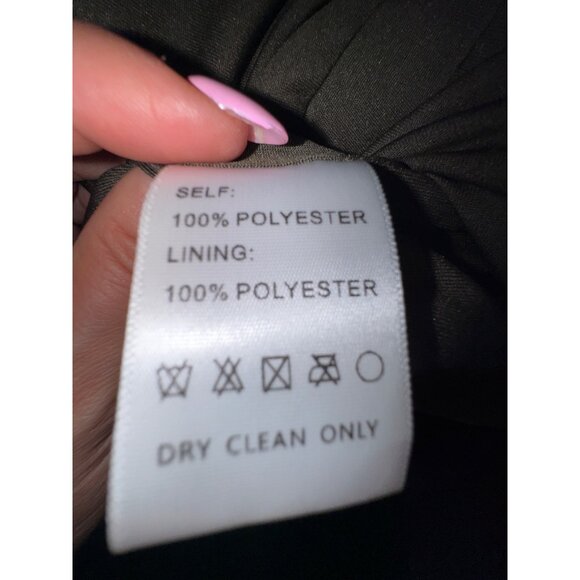 SELF:
100% POLYESTER
LINING:
100% POLYESTER
DRY CLEAN ONLY